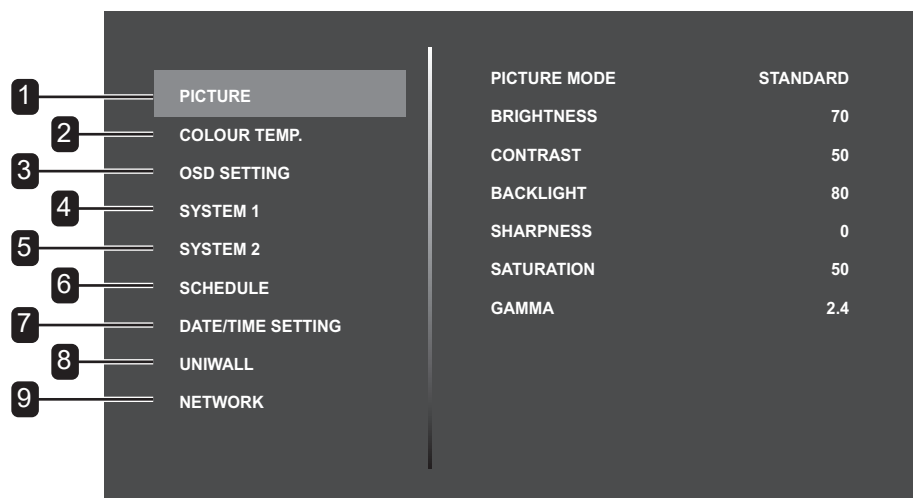 1 PICTURE
2 COLOUR TEMP.
3 OSD SETTING
4 SYSTEM 1
5 SYSTEM 2
6 SCHEDULE
7 DATE/TIME SETTING
8 UNIWALL
9 NETWORK
PICTURE MODE STANDARD
BRIGHTNESS 70
CONTRAST 50
BACKLIGHT 80
SHARPNESS 0
SATURATION 50
GAMMA 2.4